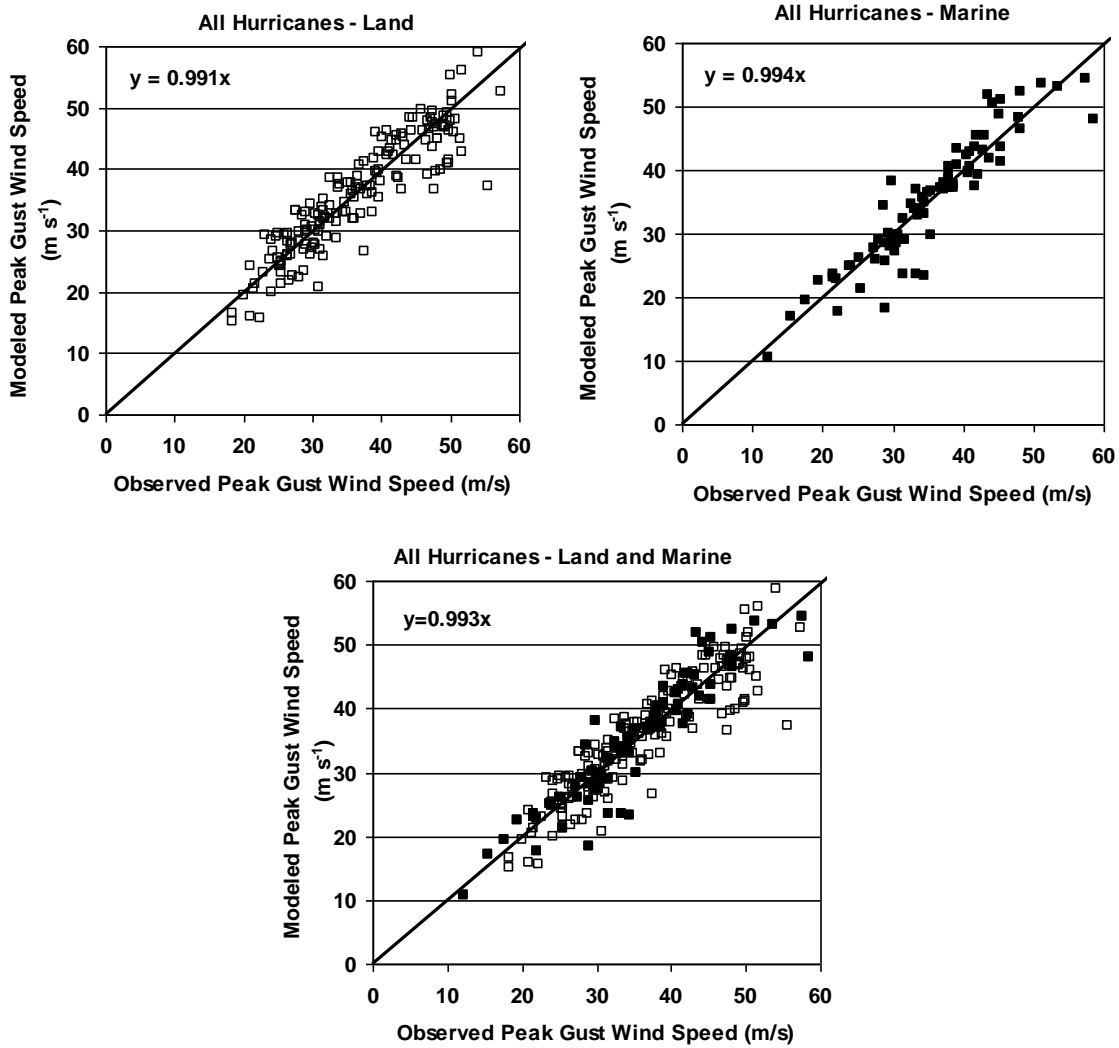 All Hurricanes - Land
y = 0.991x
Modeled Peak Gust Wind Speed
(m s-1)
60
50
40
30
20
10
0
0 10 20 30 40 50 60
Observed Peak Gust Wind Speed (m/s)
All Hurricanes - Marine
y = 0.994x
Modeled Peak Gust Wind Speed
(m s-1)
60
50
40
30
20
10
0
0 10 20 30 40 50 60
Observed Peak Gust Wind Speed (m/s)
All Hurricanes - Land and Marine
y=0.993x
Modeled Peak Gust Wind Speed
(m s-1)
60
50
40
30
20
10
0
0 10 20 30 40 50 60
Observed Peak Gust Wind Speed (m/s)